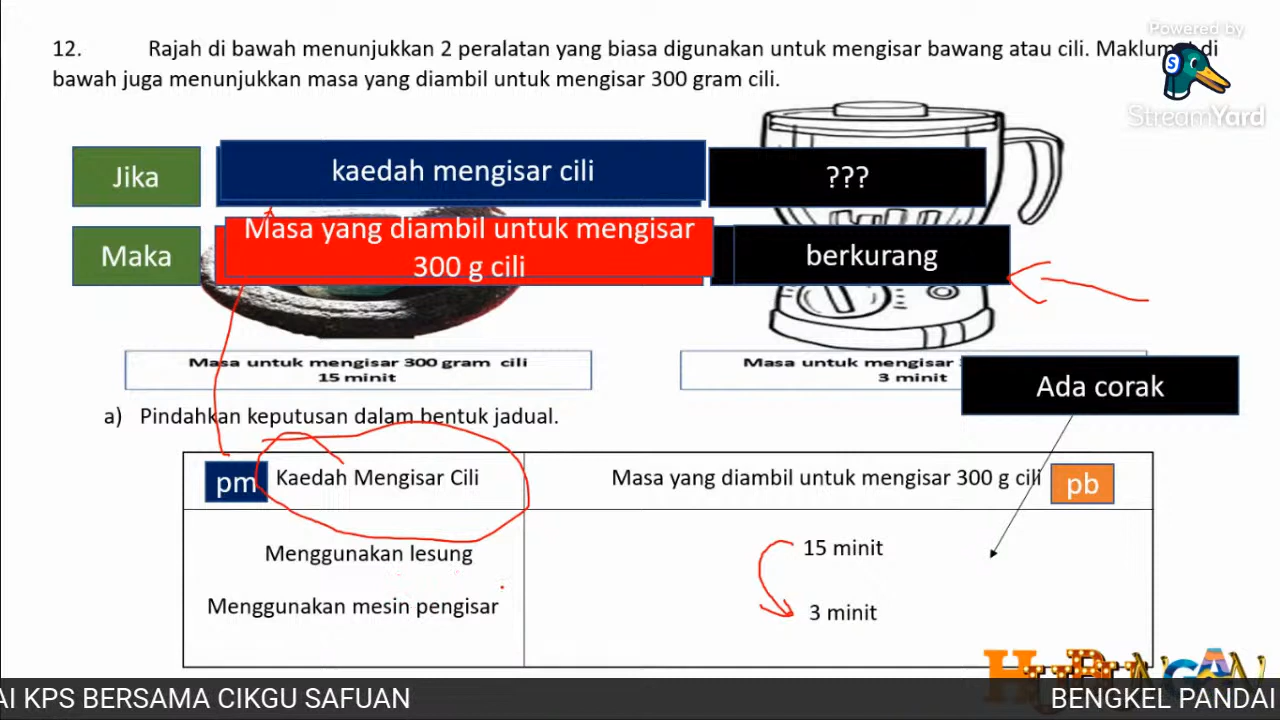 Powered by
StreamYard
12. Rajah di bawah menunjukkan 2 peralatan yang biasa digunakan untuk mengisar bawang atau cili. di
bawah juga menunjukkan masa yang diambil untuk mengisar 300 gram cili.
Jika
kaedah mengisar cili
???
Maka
Masa yang diambil untuk mengisar
300 g cili
berkurang
Masa untuk mengisar 300 gram cili
15 minit
Masa untuk mengisar
3 minit
Ada corak
a) Pindahkan keputusan dalam bentuk jadual.
pm
Kaedah Mengisar Cili
Masa yang diambil untuk mengisar 300 g cili
pb
Menggunakan lesung
15 minit
Menggunakan mesin pengisar
3 minit
HUBUNGAN
AI KPS BERSAMA CIKGU SAFUAN
BENGKEL PANDAI